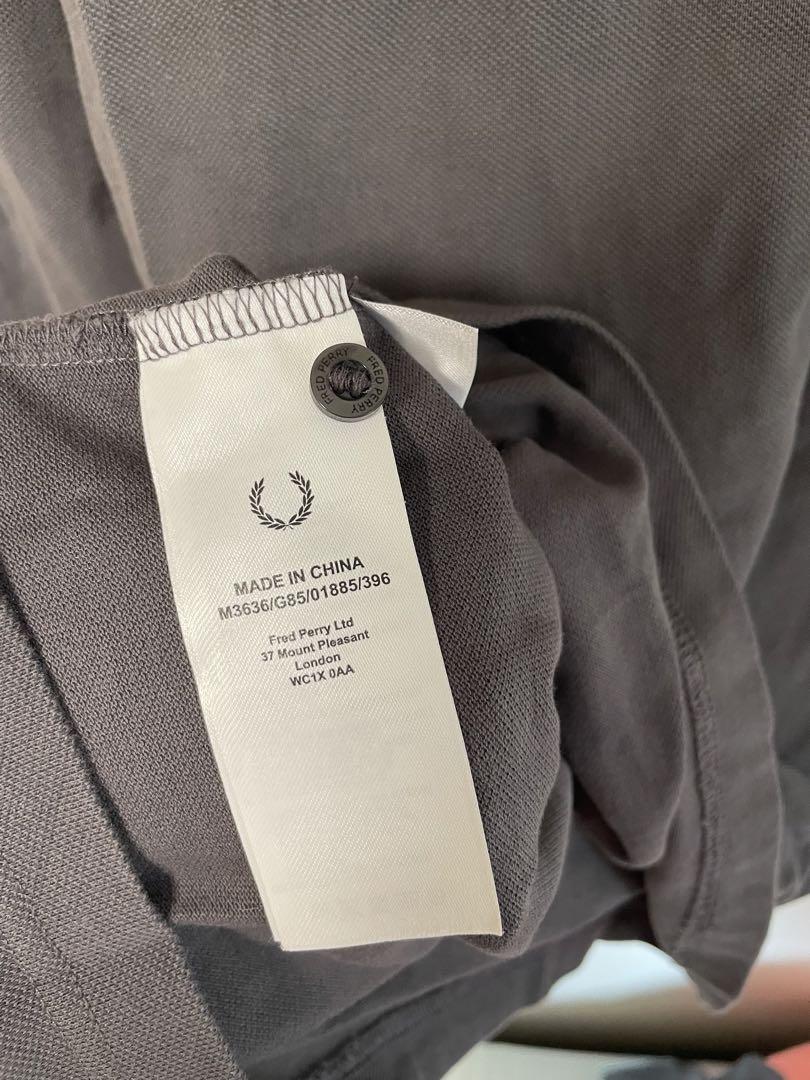 FRED PERRY
FRED PERRY
MADE IN CHINA
M3636/G85/01885/396
Fred Perry Ltd
37 Mount Pleasant
London
WC1X 0AA